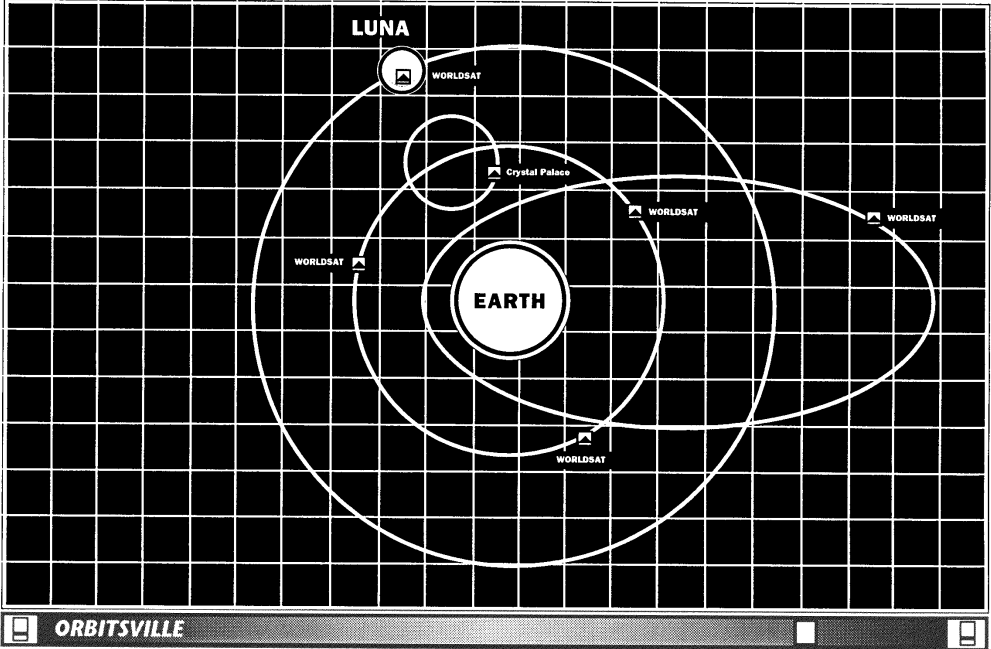 LUNA
WORLDSAT
Crystal Palace
WORLDSAT
WORLDSAT
WORLDSAT
EARTH
WORLDSAT
ORBITSVILLE